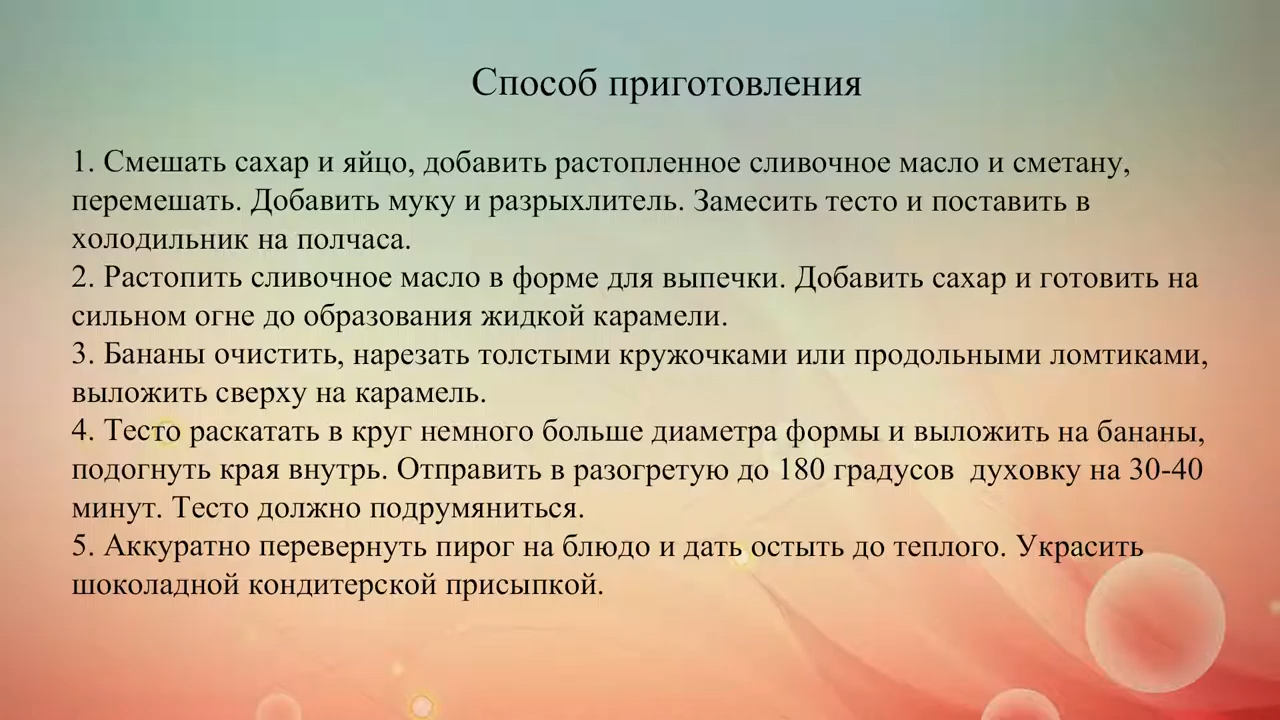 Способ приготовления
1. Смешать сахар и яйцо, добавить растопленное сливочное масло и сметану,
перемешать. Добавить муку и разрыхлитель. Замесить тесто и поставить в
холодильник на полчаса.
2. Растопить сливочное масло в форме для выпечки. Добавить сахар и готовить на
сильном огне до образования жидкой карамели.
3. Бананы очистить, нарезать толстыми кружочками или продольными ломтиками,
выложить сверху на карамель.
4. Тесто раскатать в круг немного больше диаметра формы и выложить на бананы,
подогнуть края внутрь. Отправить в разогретую до 180 градусов  духовку на 30-40
минут. Тесто должно подрумяниться.
5. Аккуратно перевернуть пирог на блюдо и дать остыть до теплого. Украсить
шоколадной кондитерской присыпкой.